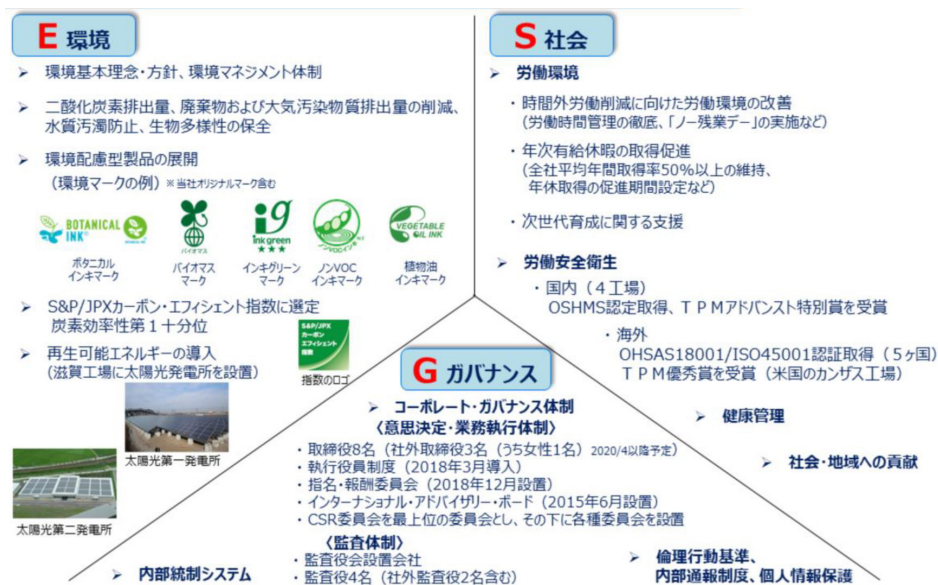 E 環境
➢ 環境基本理念・方針、環境マネジメント体制
➢ 二酸化炭素排出量、廃棄物および大気汚染物質排出量の削減、
水質汚濁防止、生物多様性の保全
➢ 環境配慮型製品の展開
（環境マークの例）※当社オリジナルマーク含む
BOTANICAL
INK
ボタニカル
インキマーク
バイオマス
バイオマス
マーク
ig
ink green
★★★
インキグリーン
マーク
ノンVOCインキ
ノンVOC
インキマーク
VEGETABLE
OIL INK
植物油
インキマーク
➢ S&P/JPXカーボン・エフィシェント指数に選定
炭素効率性第１十分位
S&P/JPX
カーボン
エフィシェント
指数
指数のロゴ
➢ 再生可能エネルギーの導入
（滋賀工場に太陽光発電所を設置）
太陽光第一発電所
太陽光第二発電所
S 社会
➢ 労働環境
・時間外労働削減に向けた労働環境の改善
（労働時間管理の徹底、「ノー残業デー」の実施など）
・年次有給休暇の取得促進
（全社平均年間取得率50％以上の維持、
年休取得の促進期間設定など）
・次世代育成に関する支援
➢ 労働安全衛生
・国内（４工場）
OSHMS認定取得、ＴＰＭアドバンスト特別賞を受賞
・海外
OHSAS18001/ISO45001認証取得（５ヶ国）
ＴＰＭ優秀賞を受賞（米国のカンザス工場）
➢ 健康管理
➢ 社会・地域への貢献
G ガバナンス
➢ コーポレート・ガバナンス体制
〈意思決定・業務執行体制〉
・取締役8名（社外取締役3名（うち女性1名）2020/4以降予定）
・執行役員制度（2018年3月導入）
・指名・報酬委員会（2018年12月設置）
・インターナショナル・アドバイザリー・ボード（2015年6月設置）
・CSR委員会を最上位の委員会とし、その下に各種委員会を設置
〈監査体制〉
・監査役会設置会社
・監査役4名（社外監査役2名含む）
➢ 内部統制システム
➢ 倫理行動基準、
内部通報制度、個人情報保護